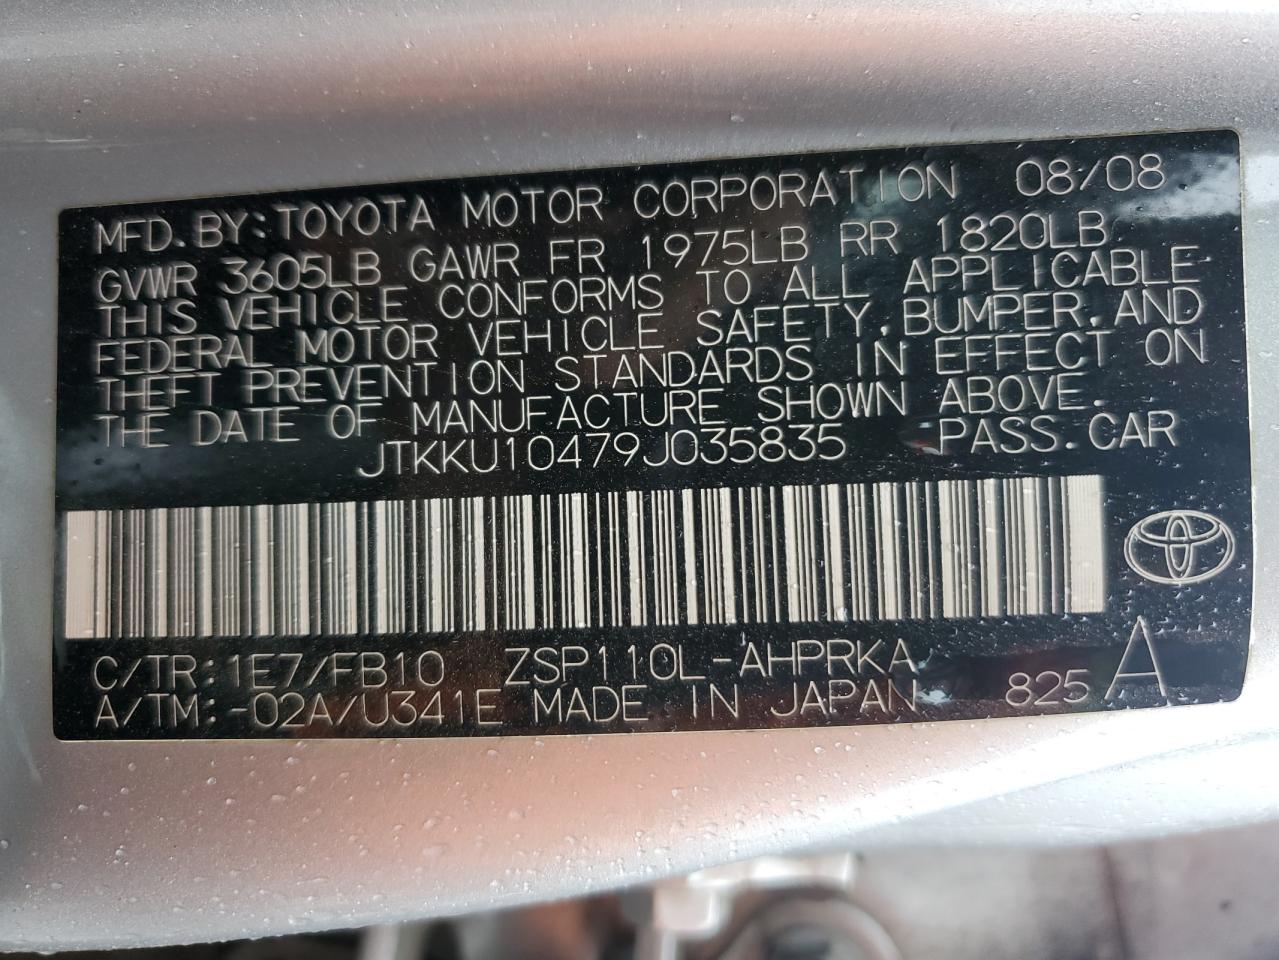 MFD.BY:TOYOTA MOTOR CORPORATION 08/08
GVWR 3605LB GAWR FR 1975LB RR 1820LB
THIS VEHICLE CONFORMS TO ALL APPLICABLE
FEDERAL MOTOR VEHICLE SAFETY,BUMPER,AND
THEFT PREVENTION STANDARDS IN EFFECT ON
THE DATE OF MANUFACTURE SHOWN ABOVE.
JTKKU10479J035835 PASS.CAR
C/TR:1E7/FB10 ZSP110L-AHPRKA
A/TM:-02A/U341E MADE IN JAPAN 825 A